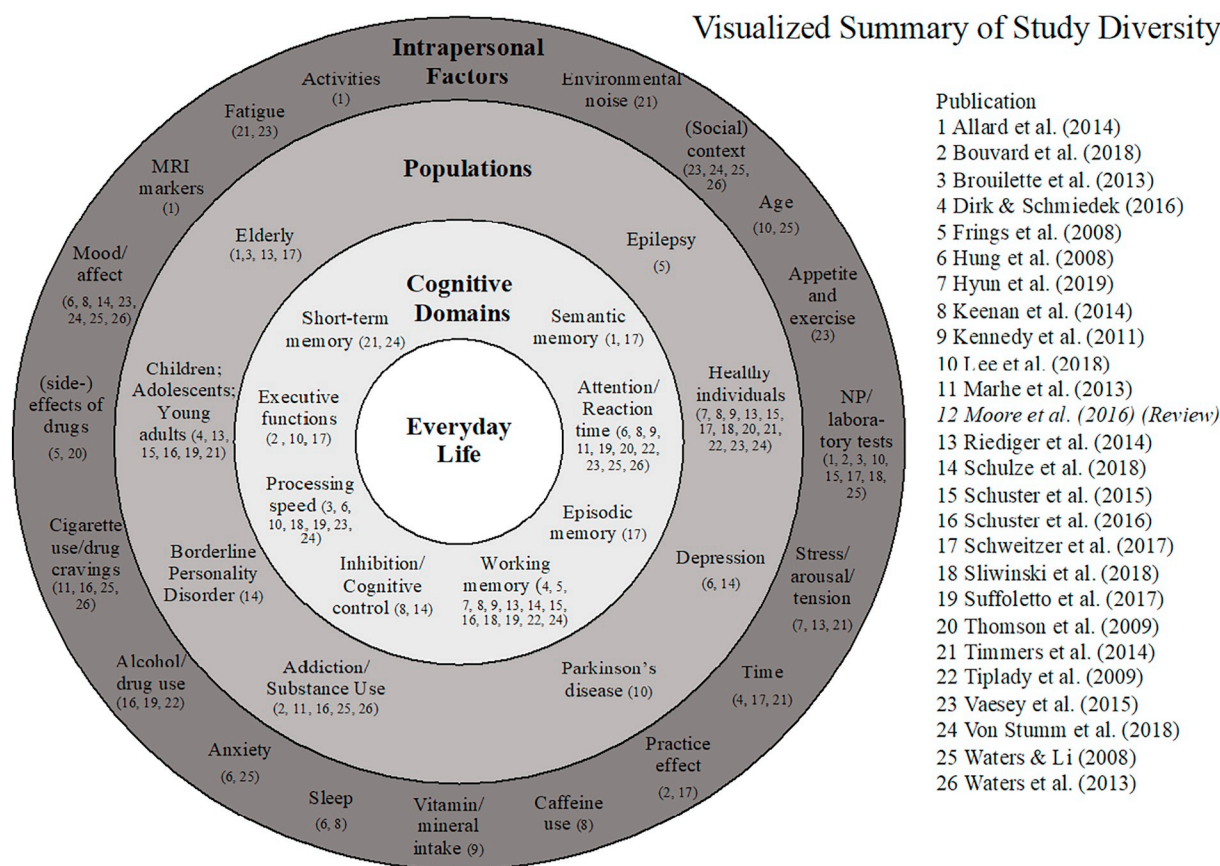 Visualized Summary of Study Diversity
Intrapersonal
Factors
Activities
(1)
Environmental
noise (21)
Fatigue
(21, 23)
(Social)
context
(23, 24, 25,
26)
MRI
markers
(1)
Age
(10, 25)
Mood/
affect
(6, 8, 14, 23,
24, 25, 26)
Appetite and
exercise
(23)
(side-)
effects of
drugs
(5, 20)
NP/
labora-
tory tests
(1, 2, 3, 10,
15, 17, 18,
25)
Cigarette
use/drug
cravings
(11, 16, 25,
26)
Stress/
arousal/
tension
(7, 13, 21)
Alcohol/
drug use
(16, 19, 22)
Time
(4, 17, 21)
Anxiety
(6, 25)
Practice
effect
(2, 17)
Sleep
(6, 8)
Vitamin/
mineral
intake (9)
Caffeine
use (8)
Populations
Elderly
(1,3, 13, 17)
Epilepsy
(5)
Children;
Adolescents;
Young
adults (4, 13,
15, 16, 19, 21)
Healthy
individuals
(7, 8, 9, 13, 15,
17, 18, 20, 21,
22, 23, 24)
Borderline
Personality
Disorder (14)
Depression
(6, 14)
Addiction/
Substance Use
(2, 11, 16, 25, 26)
Parkinson's
disease (10)
Cognitive
Domains
Short-term
memory (21, 24)
Semantic
memory (1, 17)
Executive
functions
(2, 10, 17)
Attention/
Reaction
time (6, 8, 9,
11, 19, 20, 22,
23, 25, 26)
Processing
speed (3, 6,
10, 18, 19, 23,
24)
Episodic
memory (17)
Inhibition/
Cognitive
control (8, 14)
Working
memory (4, 5,
7, 8, 9, 13, 14, 15,
16, 18, 19, 22, 24)
Everyday
Life
Publication
1 Allard et al. (2014)
2 Bouvard et al. (2018)
3 Brouilette et al. (2013)
4 Dirk & Schmiedek (2016)
5 Frings et al. (2008)
6 Hung et al. (2008)
7 Hyun et al. (2019)
8 Keenan et al. (2014)
9 Kennedy et al. (2011)
10 Lee et al. (2018)
11 Marhe et al. (2013)
12 Moore et al. (2016) (Review)
13 Riediger et al. (2014)
14 Schulze et al. (2018)
15 Schuster et al. (2015)
16 Schuster et al. (2016)
17 Schweitzer et al. (2017)
18 Sliwinski et al. (2018)
19 Suffoletto et al. (2017)
20 Thomson et al. (2009)
21 Timmers et al. (2014)
22 Tiplady et al. (2009)
23 Vaesey et al. (2015)
24 Von Stumm et al. (2018)
25 Waters & Li (2008)
26 Waters et al. (2013)